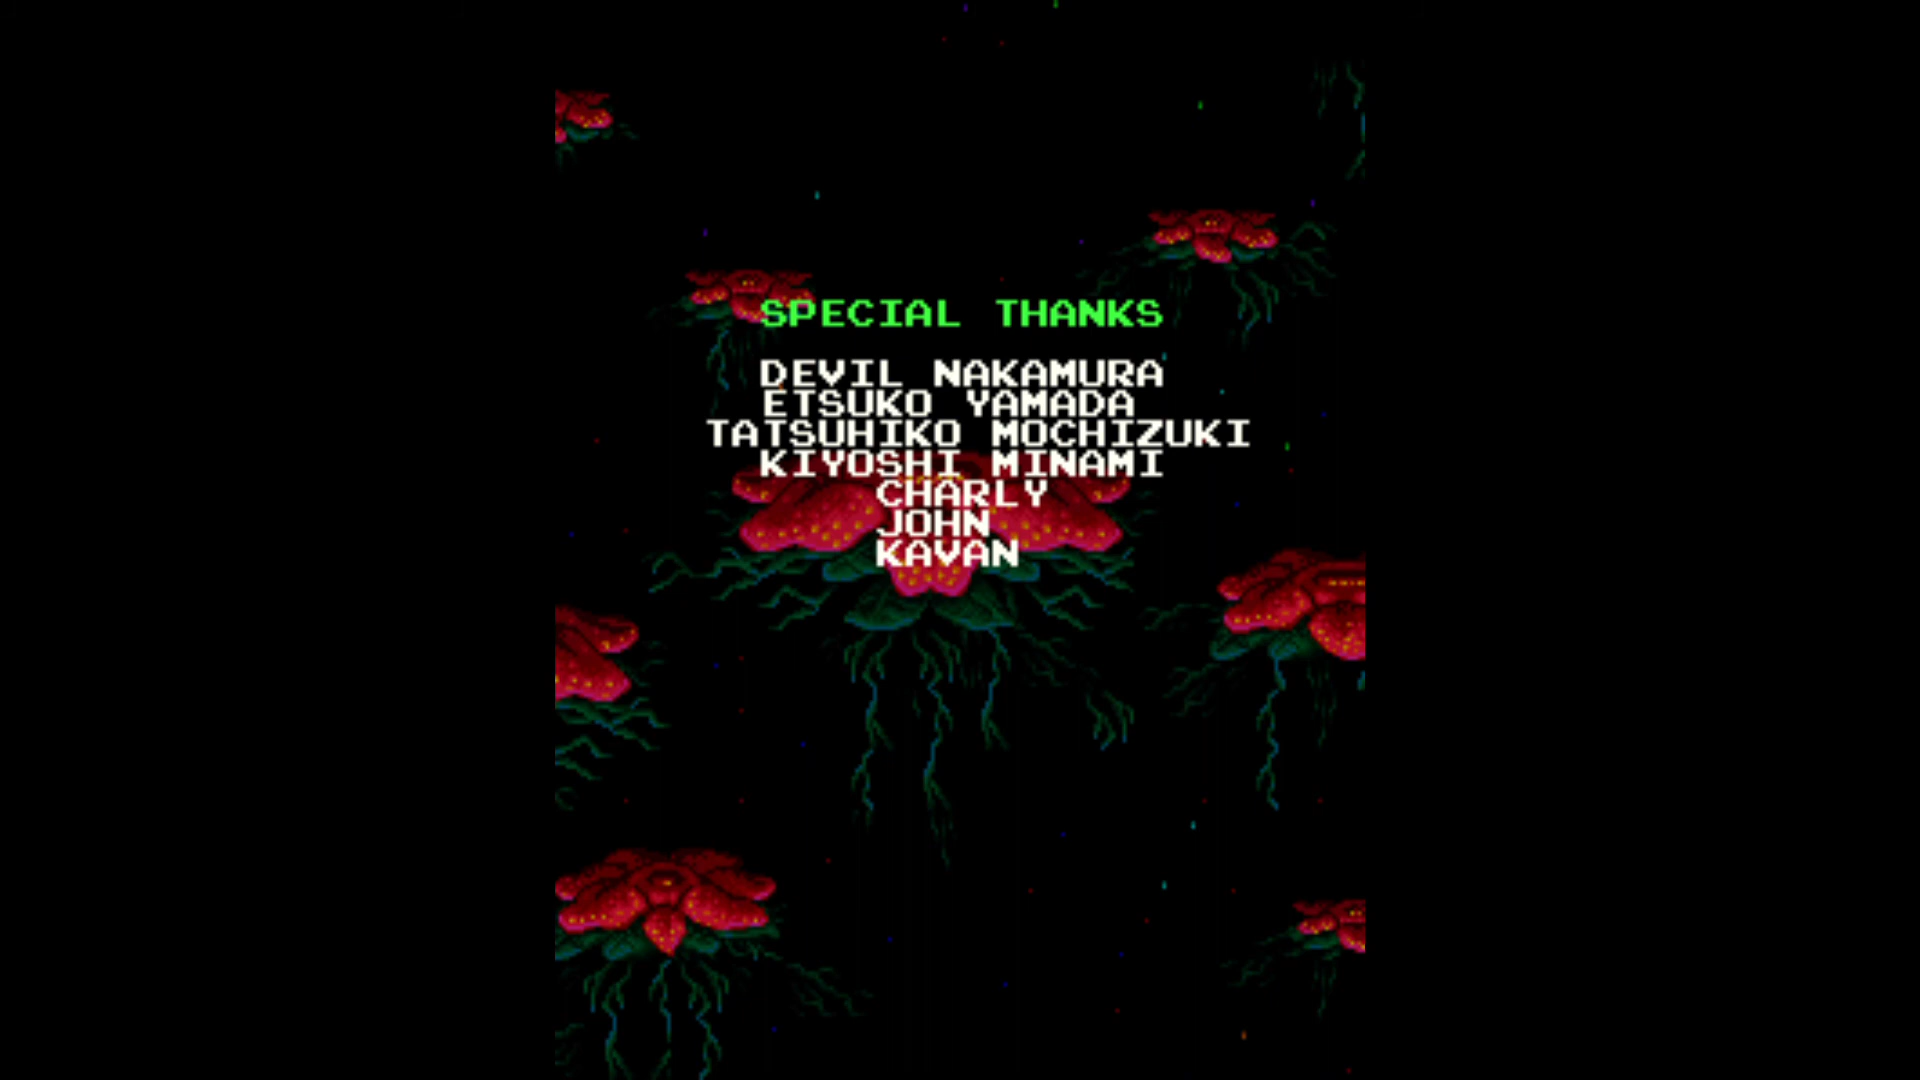 SPECIAL THANKS
DEVIL NAKAMURA
ETSUKO YAMADA
TATSUHIKO MOCHIZUKI
KIYOSHI MINAMI
CHARLY
JOHN
KAVAN